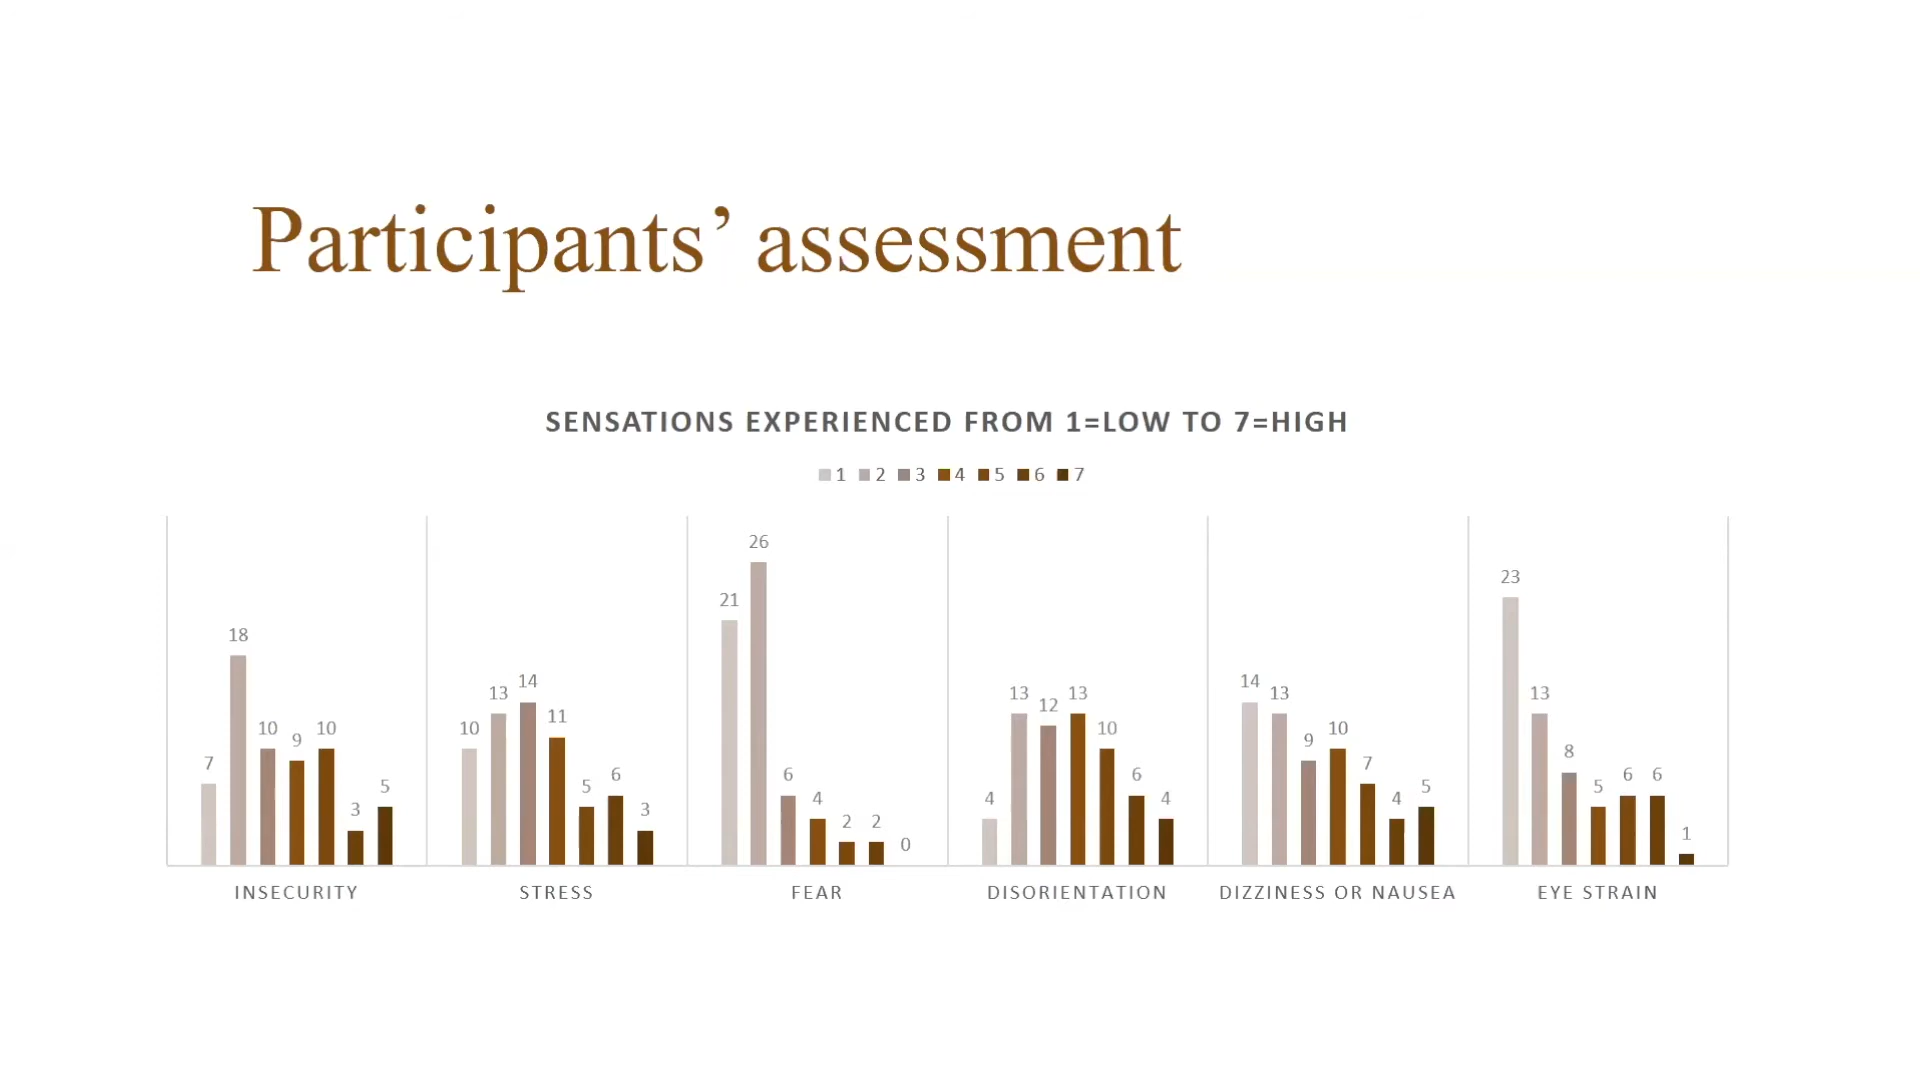 Participants’ assessment
SENSATIONS EXPERIENCED FROM 1=LOW TO 7=HIGH
1 2 3 4 5 6 7
7 18 10 9 10 3 5
10 13 14 11 5 6 3
21 26 6 4 2 2 0
4 13 12 13 10 6 4
14 13 9 10 7 4 5
23 13 8 5 6 6 1
INSECURITY STRESS FEAR DISORIENTATION DIZZINESS OR NAUSEA EYE STRAIN